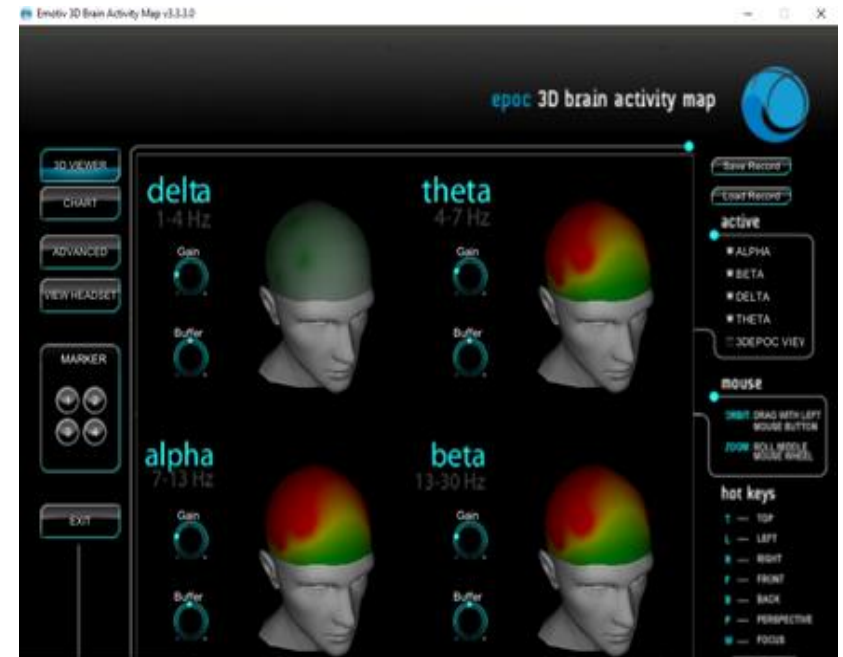 Emotiv 3D Brain Activity Map v3.3.3.0
epoc 3D brain activity map
3D VIEWER
CHART
ADVANCED
VIEW HEADSET
MARKER
EXIT
delta
1-4 Hz
Gain
Buffer
theta
4-7 Hz
Gain
Buffer
alpha
7-13 Hz
Gain
Buffer
beta
13-30 Hz
Gain
Buffer
Save Record
Load Record
active
ALPHA
BETA
DELTA
THETA
3DEPOC VIEV
mouse
ORBIT: DRAG WITH LEFT
MOUSE BUTTON
ZOOM: ROLL MIDDLE
MOUSE WHEEL
hot keys
T — TOP
L — LEFT
R — RIGHT
F — FRONT
B — BACK
P — PERSPECTIVE
— FOCUS